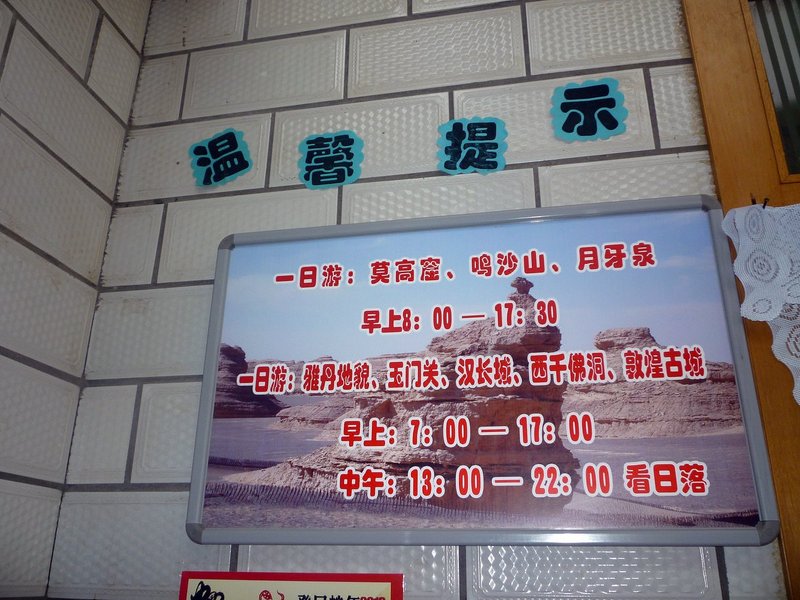 温馨提示
一日游：莫高窟、鸣沙山、月牙泉
早上8：00 — 17：30
一日游：雅丹地貌、玉门关、汉长城、西千佛洞、敦煌古城
早上：7：00 — 17：00
中午：13：00 — 22：00 看日落